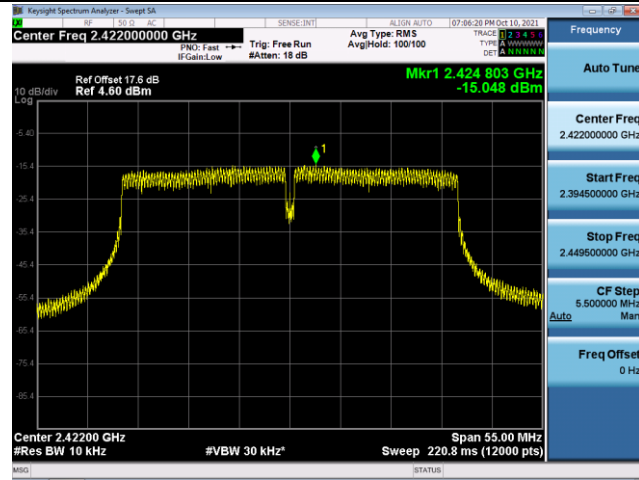 Keysight Spectrum Analyzer - Swept SA
RF 50 Ω AC SENSE:INT ALIGN AUTO 07:06:20 PM Oct 10, 2021
Center Freq 2.422000000 GHz
PNO: Fast
IFGain:Low
Trig: Free Run
#Atten: 18 dB
Avg Type: RMS
Avg|Hold: 100/100
TRACE 1 2 3 4 5 6
TYPE A WWWWW
DET A N N N N N
Ref Offset 17.6 dB
Ref 4.60 dBm
10 dB/div
Log
Mkr1 2.424 803 GHz
-15.048 dBm
1
-5.40
-15.4
-25.4
-35.4
-45.4
-55.4
-65.4
-75.4
-85.4
Center 2.42200 GHz
#Res BW 10 kHz
#VBW 30 kHz*
Span 55.00 MHz
Sweep 220.8 ms (12000 pts)
MSG
STATUS
Frequency
Auto Tune
Center Freq
2.422000000 GHz
Start Freq
2.394500000 GHz
Stop Freq
2.449500000 GHz
CF Step
5.500000 MHz
Auto Man
Freq Offset
0 Hz